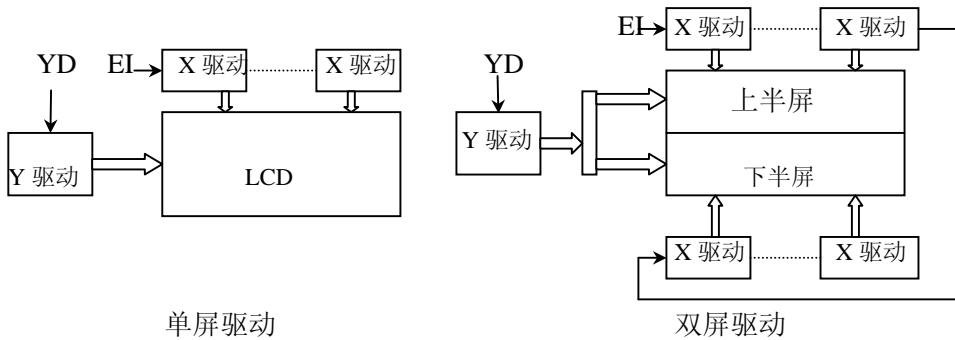 YD
EI
X 驱动
X 驱动
Y 驱动
LCD
单屏驱动
EI
X 驱动
X 驱动
YD
上半屏
Y 驱动
下半屏
X 驱动
X 驱动
双屏驱动